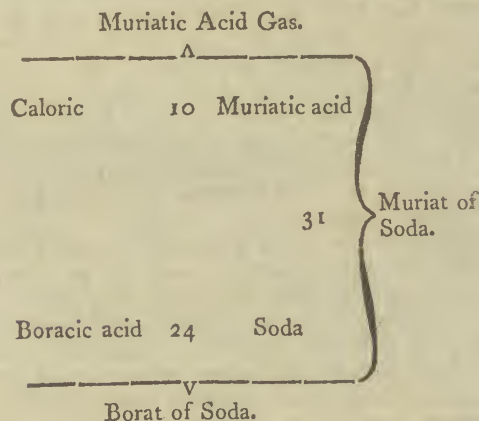 Muriatic Acid Gas.
Caloric 10 Muriatic acid
31 Muriat of
Soda.
Boracic acid 24 Soda
Borat of Soda.